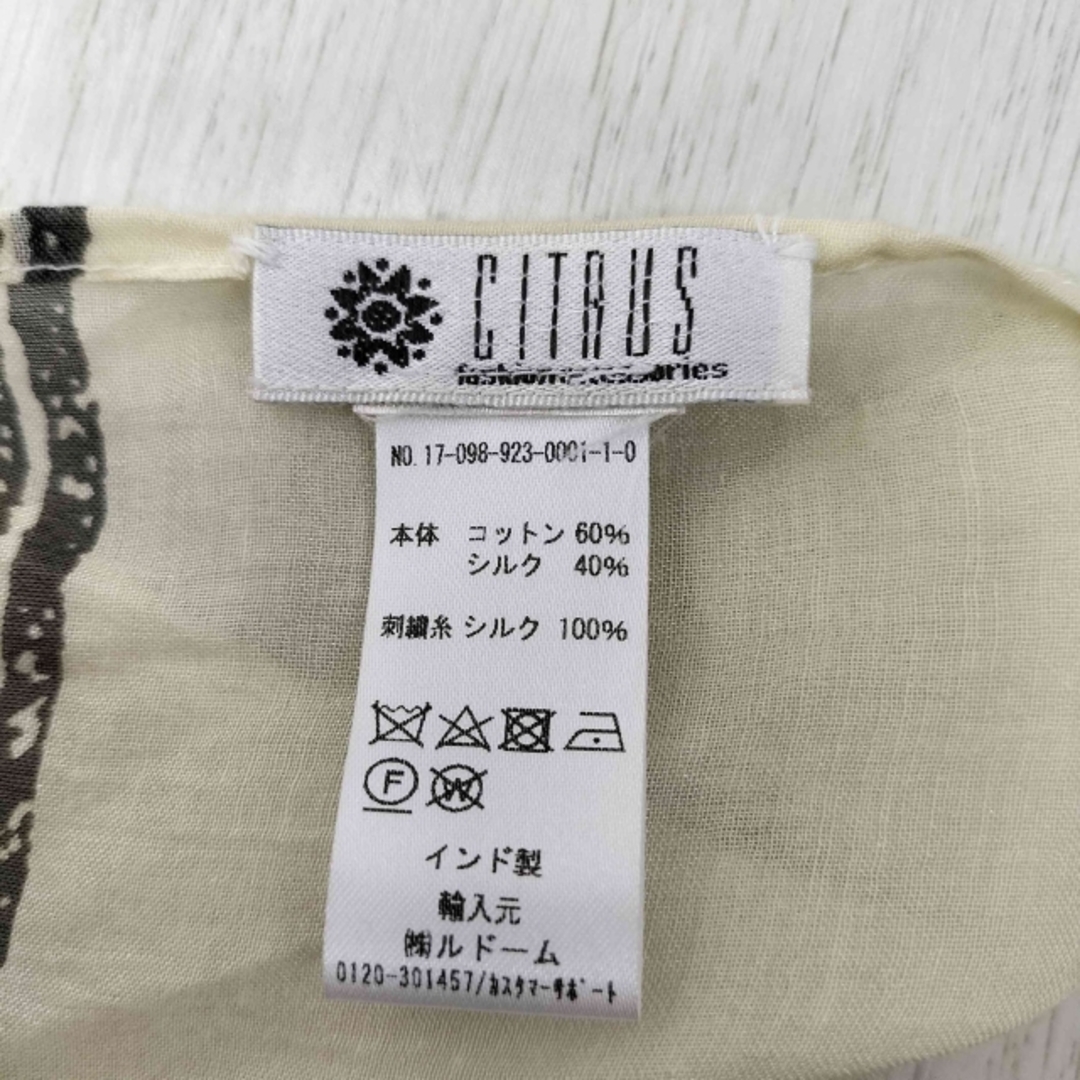 CITRUS
fashion accessories
NO. 17-098-923-0001-1-0
本体 コットン 60%
シルク 40%
刺繍糸 シルク 100%
F
W
インド製
輸入元
㈱ルドーム
0120-301457/カスタマーサポート